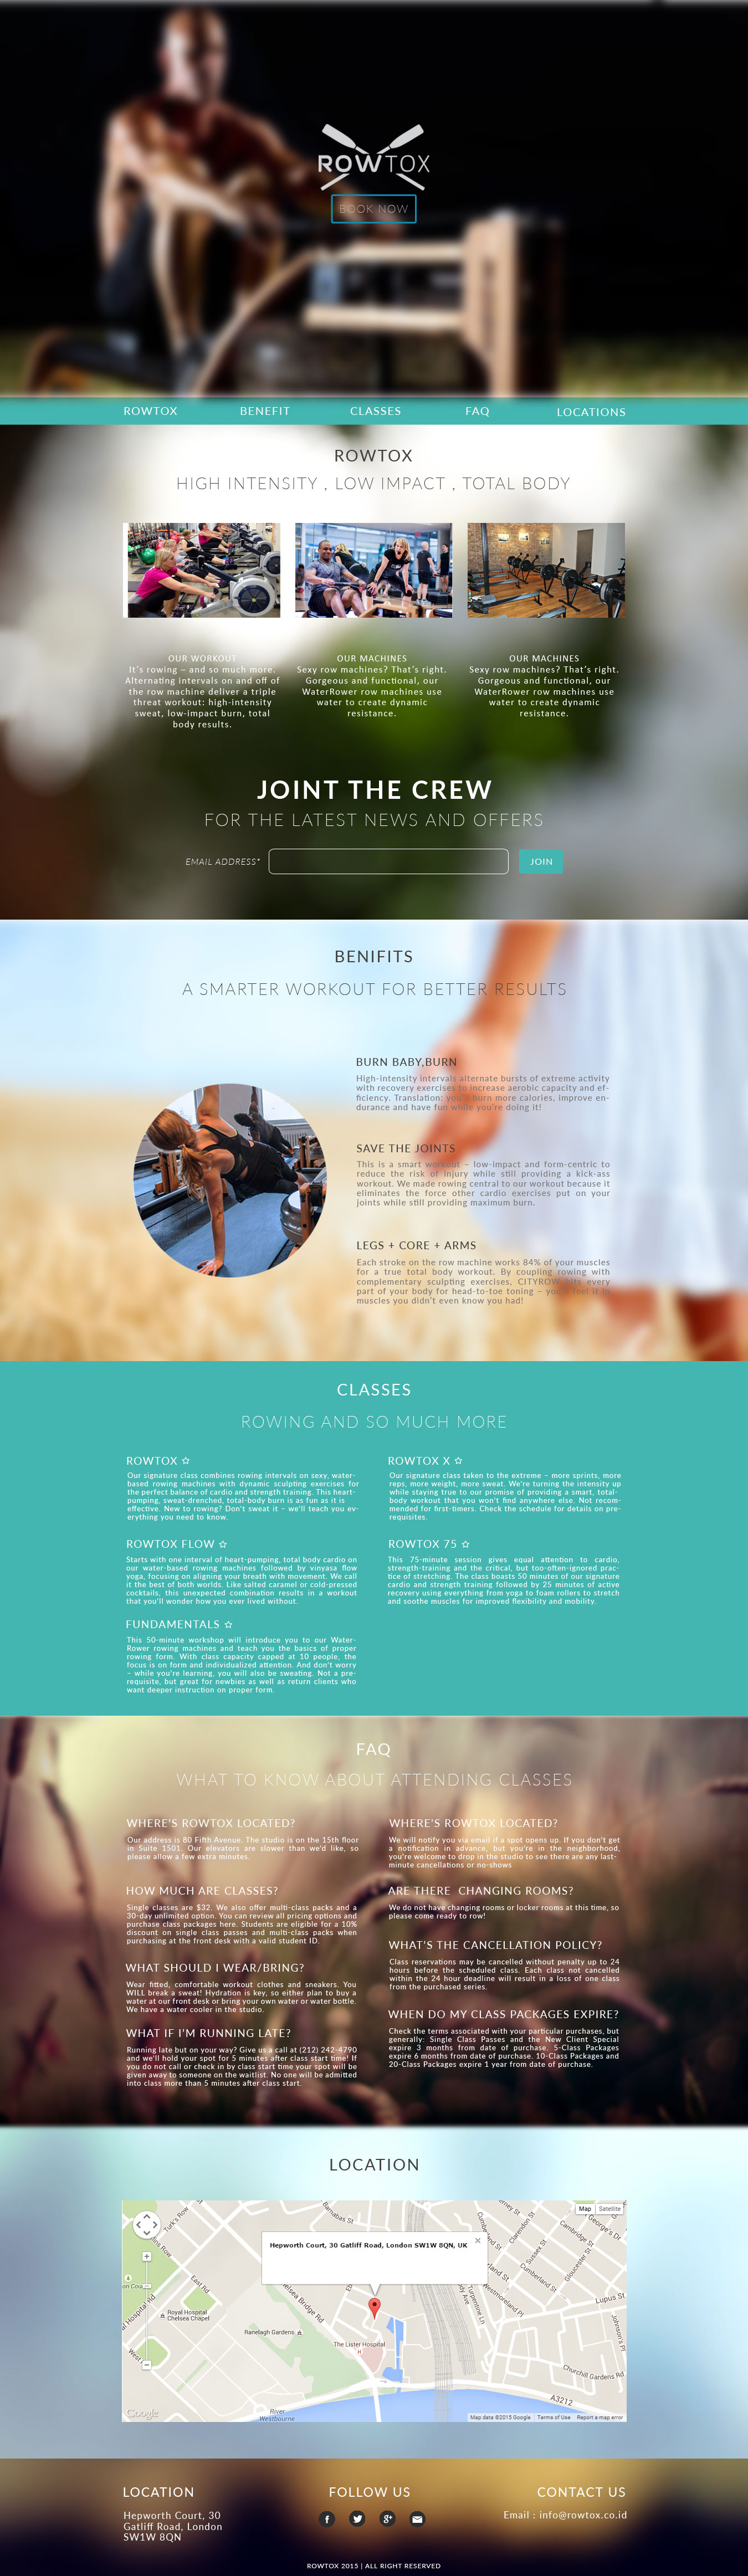 ROWTOX
BOOK NOW
ROWTOX
BENEFIT
CLASSES
FAQ
LOCATIONS
ROWTOX
HIGH INTENSITY , LOW IMPACT , TOTAL BODY
OUR WORKOUT
It's rowing – and so much more.
Alternating intervals on and off of
the row machine deliver a triple
threat workout: high-intensity
sweat, low-impact burn, total
body results.
OUR MACHINES
Sexy row machines? That's right.
Gorgeous and functional, our
WaterRower row machines use
water to create dynamic
resistance.
OUR MACHINES
Sexy row machines? That's right.
Gorgeous and functional, our
WaterRower row machines use
water to create dynamic
resistance.
JOINT THE CREW
FOR THE LATEST NEWS AND OFFERS
EMAIL ADDRESS*
JOIN
BENIFITS
A SMARTER WORKOUT FOR BETTER RESULTS
BURN BABY,BURN
High-intensity intervals alternate bursts of extreme activity
with recovery exercises to increase aerobic capacity and ef-
ficiency. Translation: you'll burn more calories, improve en-
durance and have fun while you're doing it!
SAVE THE JOINTS
This is a smart workout – low-impact and form-centric to
reduce the risk of injury while still providing a kick-ass
workout. We made rowing central to our workout because it
eliminates the force other cardio exercises put on your
joints while still providing maximum burn.
LEGS + CORE + ARMS
Each stroke on the row machine works 84% of your muscles
for a true total body workout. By coupling rowing with
complementary sculpting exercises, CITYROW hits every
part of your body for head-to-toe toning – you'll feel it in
muscles you didn't even know you had!
CLASSES
ROWING AND SO MUCH MORE
ROWTOX ☆
Our signature class combines rowing intervals on sexy, water-
based rowing machines with dynamic sculpting exercises for
the perfect balance of cardio and strength training. This heart-
pumping, sweat-drenched, total-body burn is as fun as it is
effective. New to rowing? Don't sweat it – we'll teach you ev-
erything you need to know.
ROWTOX FLOW ☆
Starts with one interval of heart-pumping, total body cardio on
our water-based rowing machines followed by vinyasa flow
yoga, focusing on aligning your breath with movement. We call
it the best of both worlds. Like salted caramel or cold-pressed
cocktails, this unexpected combination results in a workout
that you'll wonder how you ever lived without.
FUNDAMENTALS ☆
This 50-minute workshop will introduce you to our Water-
Rower rowing machines and teach you the basics of proper
rowing form. With class capacity capped at 10 people, the
focus is on form and individualized attention. And don't worry
– while you're learning, you will also be sweating. Not a pre-
requisite, but great for newbies as well as return clients who
want deeper instruction on proper form.
ROWTOX X ☆
Our signature class taken to the extreme – more sprints, more
reps, more weight, more sweat. We're turning the intensity up
while staying true to our promise of providing a smart, total-
body workout that you won't find anywhere else. Not recom-
mended for first-timers. Check the schedule for details on pre-
requisites.
ROWTOX 75 ☆
This 75-minute session gives equal attention to cardio,
strength-training and the critical, but too-often-ignored prac-
tice of stretching. The class boasts 50 minutes of our signature
cardio and strength training followed by 25 minutes of active
recovery using everything from yoga to foam rollers to stretch
and soothe muscles for improved flexibility and mobility.
FAQ
WHAT TO KNOW ABOUT ATTENDING CLASSES
WHERE'S ROWTOX LOCATED?
Our address is 80 Fifth Avenue. The studio is on the 15th floor
in Suite 1501. Our elevators are slower than we'd like, so
please allow a few extra minutes.
HOW MUCH ARE CLASSES?
Single classes are $32. We also offer multi-class packs and a
30-day unlimited option. You can review all pricing options and
purchase class packages here. Students are eligible for a 10%
discount on single class passes and multi-class packs when
purchasing at the front desk with a valid student ID.
WHAT SHOULD I WEAR/BRING?
Wear fitted, comfortable workout clothes and sneakers. You
WILL break a sweat! Hydration is key, so either plan to buy a
water at our front desk or bring your own water or water bottle.
We have a water cooler in the studio.
WHAT IF I'M RUNNING LATE?
Running late but on your way? Give us a call at (212) 242-4790
and we'll hold your spot for 5 minutes after class start time! If
you do not call or check in by class start time your spot will be
given away to someone on the waitlist. No one will be admitted
into class more than 5 minutes after class start.
WHERE'S ROWTOX LOCATED?
We will notify you via email if a spot opens up. If you don't get
a notification in advance, but you're in the neighborhood,
you're welcome to drop in the studio to see there are any last-
minute cancellations or no-shows
ARE THERE CHANGING ROOMS?
We do not have changing rooms or locker rooms at this time, so
please come ready to row!
WHAT'S THE CANCELLATION POLICY?
Class reservations may be cancelled without penalty up to 24
hours before the scheduled class. Each class not cancelled
within the 24 hour deadline will result in a loss of one class
from the purchased series.
WHEN DO MY CLASS PACKAGES EXPIRE?
Check the terms associated with your particular purchases, but
generally: Single Class Passes and the New Client Special
expire 3 months from date of purchase. 5-Class Packages
expire 6 months from date of purchase. 10-Class Packages and
20-Class Packages expire 1 year from date of purchase.
LOCATION
Map
Satellite
Hepworth Court, 30 Gatliff Road, London SW1W 8QN, UK
Turk's Row
Barnabas St
Clarendon St
Cambridge St
St George's Dr
Sussex St
Cumberland St
Gloucester St
Westmoreland Pl
Turpentine Ln
Lupus St
Johnson's Pl
Churchill Gardens Rd
East Rd
Royal Hospital
Chelsea Chapel
Chelsea Bridge Rd
Ranelagh Gardens
The Lister Hospital
A3212
River
Westbourne
Google
Map data ©2015 Google
Terms of Use
Report a map error
LOCATION
Hepworth Court, 30
Gatliff Road, London
SW1W 8QN
FOLLOW US
CONTACT US
Email : info@rowtox.co.id
ROWTOX 2015 | ALL RIGHT RESERVED